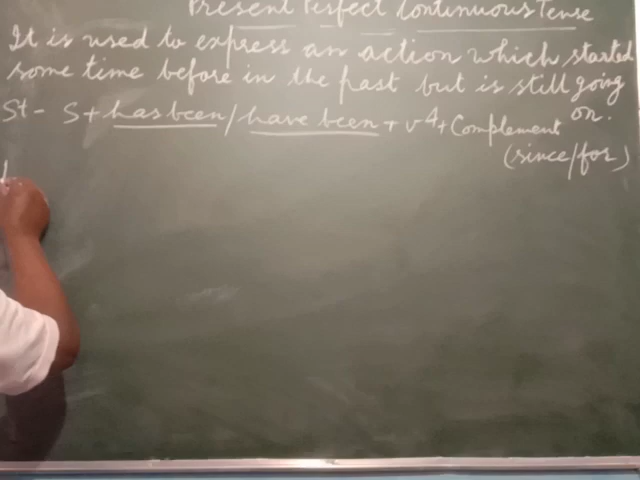 Present Perfect Continuous Tense
It is used to express an action which started
some time before in the past but is still going
on.
St- S + has been / have been + v4 + Complement
(since/for)